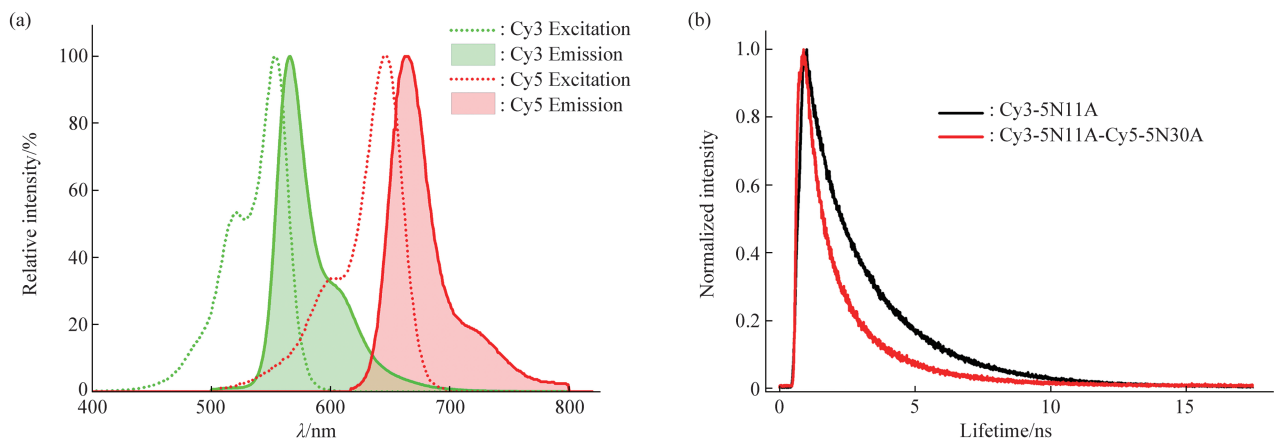 (a)
: Cy3 Excitation
: Cy3 Emission
: Cy5 Excitation
: Cy5 Emission
Relative intensity/%
100
80
60
40
20
0
400
500
600
700
800
λ/nm
(b)
: Cy3-5N11A
: Cy3-5N11A-Cy5-5N30A
Normalized intensity
1.0
0.8
0.6
0.4
0.2
0
0
5
10
15
Lifetime/ns